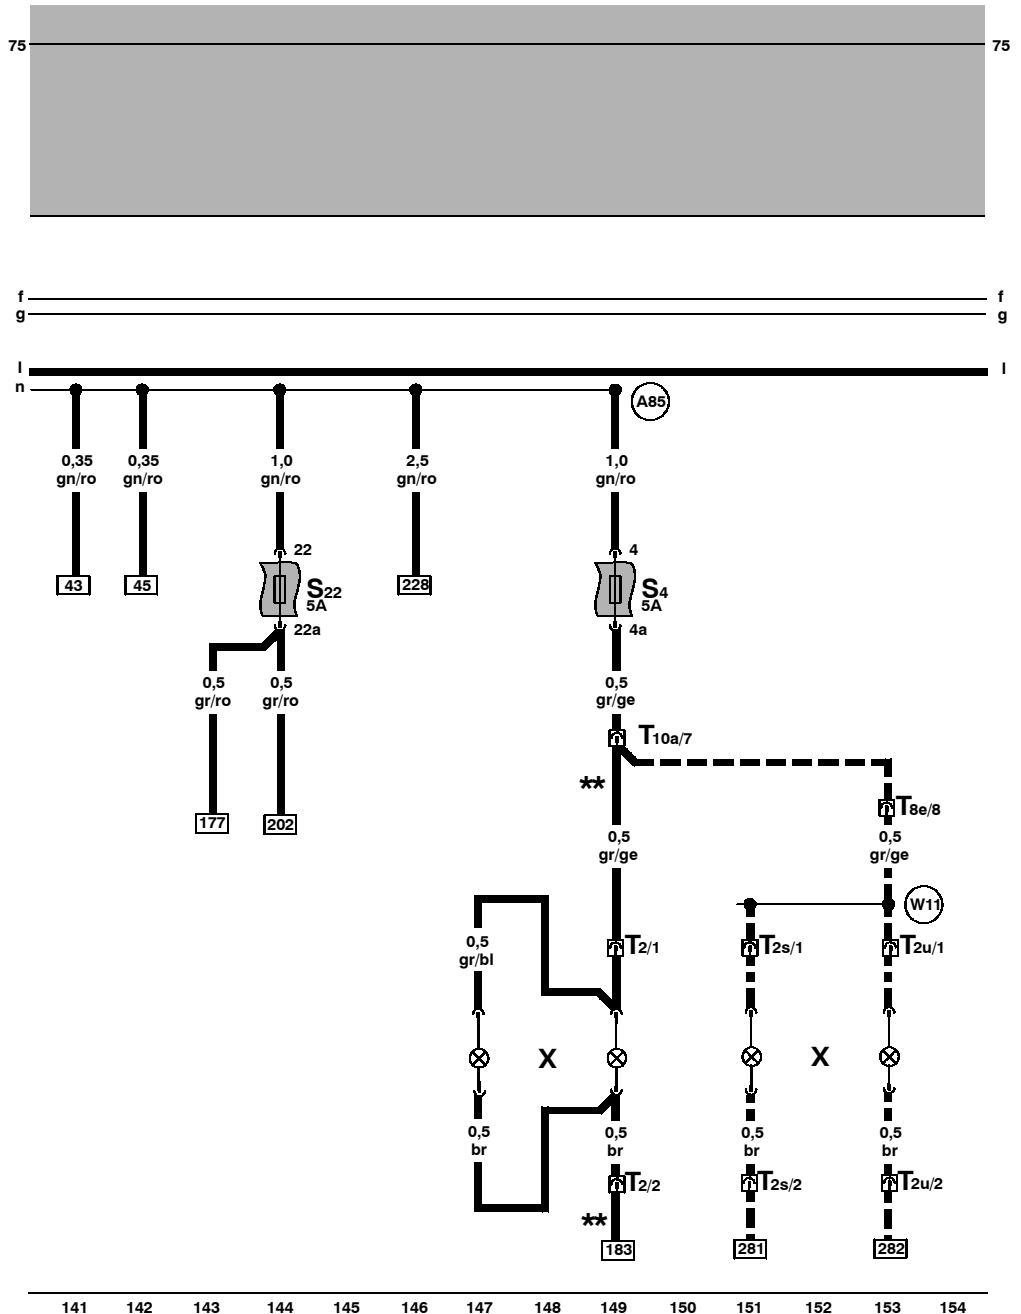 75 75
f f
g g
l l
n
A85
0,35 0,35 1,0 2,5 1,0
gn/ro gn/ro gn/ro gn/ro gn/ro
22 4
43 45 S22 228 S4
5A 5A
22a 4a
0,5 0,5 0,5
gr/ro gr/ro gr/ge
T10a/7
**
T8e/8
177 202
0,5 0,5
gr/ge gr/ge
W11
0,5 T2/1 T2s/1 T2u/1
gr/bl
X X
0,5 0,5 0,5 0,5
br br br br
T2/2 T2s/2 T2u/2
**
183 281 282
141 142 143 144 145 146 147 148 149 150 151 152 153 154